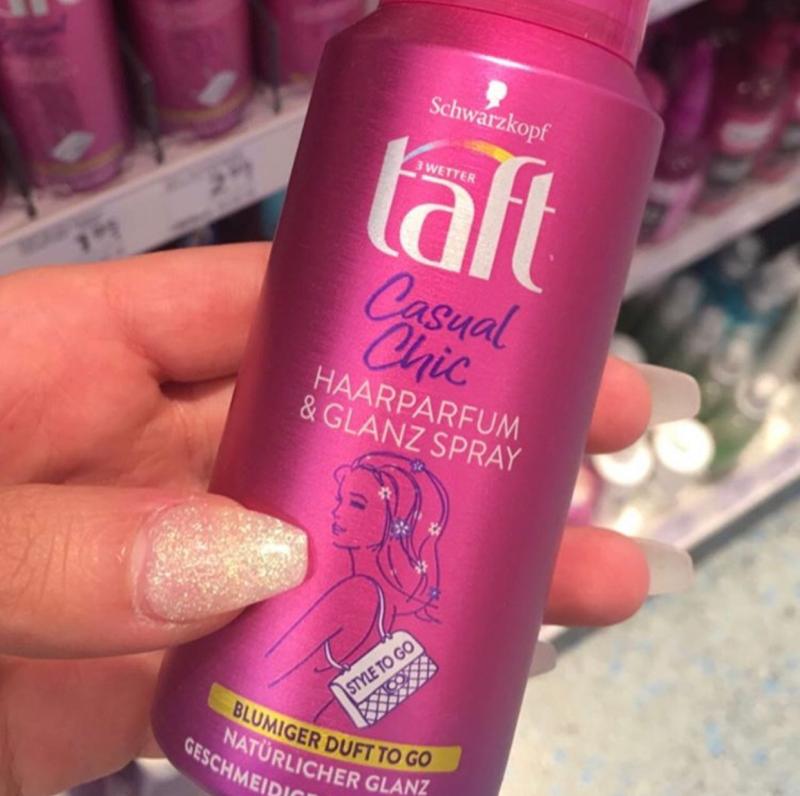 Schwarzkopf
3 WETTER
taft
Casual
Chic
HAARPARFUM
& GLANZ SPRAY
STYLE TO GO
BLUMIGER DUFT TO GO
NATÜRLICHER GLANZ